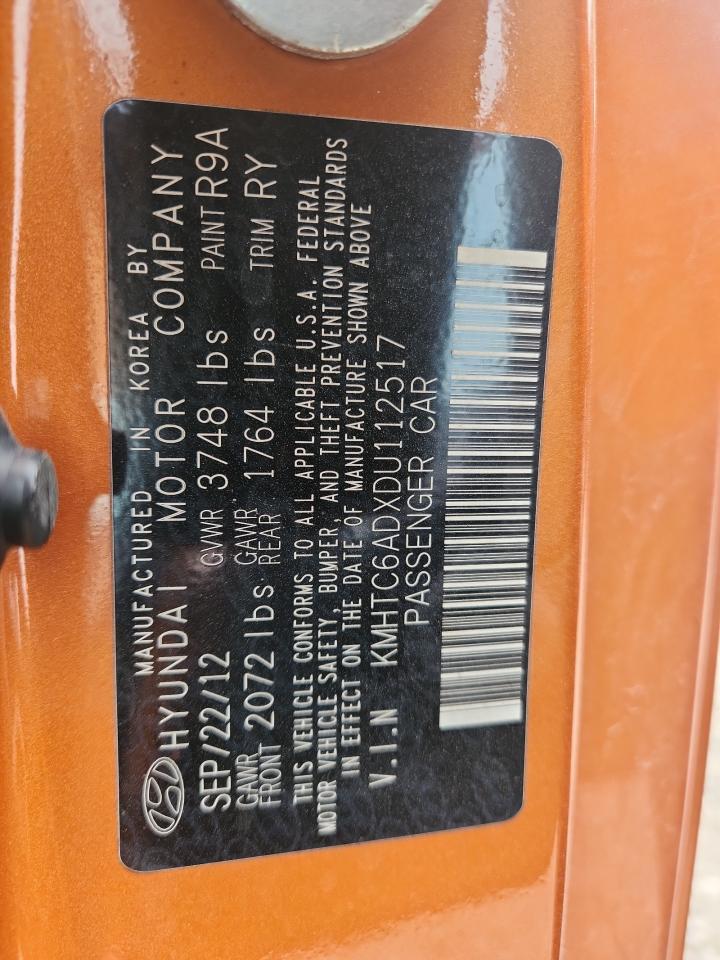 MANUFACTURED IN KOREA BY
HYUNDAI MOTOR COMPANY
SEP/22/12 GVWR 3748 lbs PAINT R9A
GAWR FRONT 2072 lbs GAWR REAR 1764 lbs TRIM RY
THIS VEHICLE CONFORMS TO ALL APPLICABLE U.S.A. FEDERAL
MOTOR VEHICLE SAFETY, BUMPER, AND THEFT PREVENTION STANDARDS
IN EFFECT ON THE DATE OF MANUFACTURE SHOWN ABOVE
V.I.N KMHTC6ADXDU112517
PASSENGER CAR